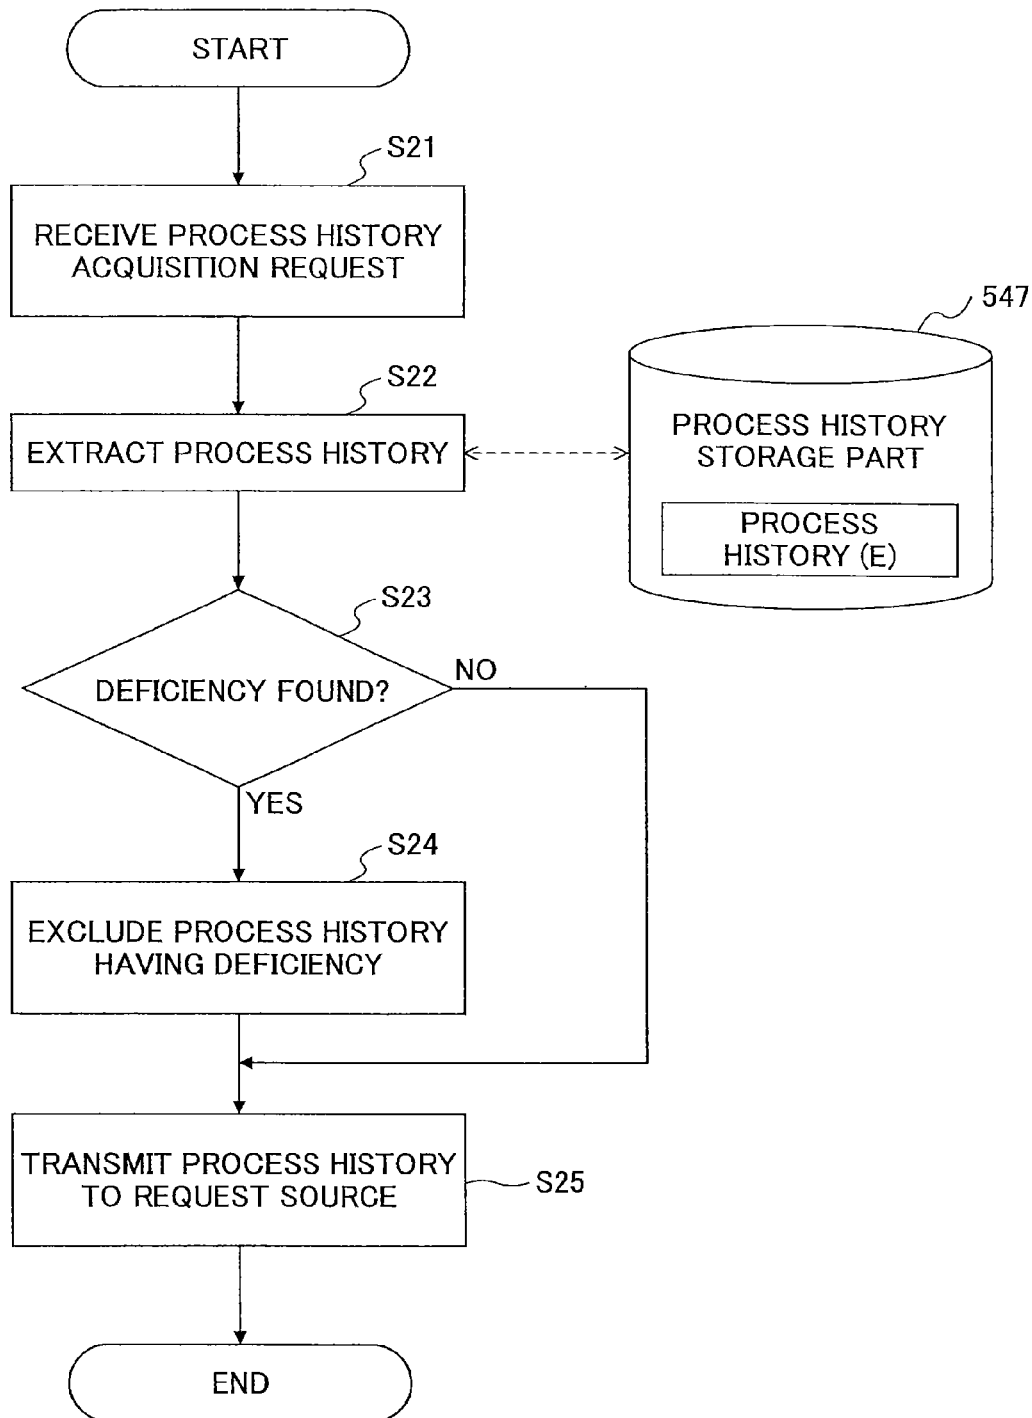 START
S21
RECEIVE PROCESS HISTORY
ACQUISITION REQUEST
547
S22
EXTRACT PROCESS HISTORY
PROCESS HISTORY
STORAGE PART
PROCESS
HISTORY (E)
S23
DEFICIENCY FOUND?
NO
YES
S24
EXCLUDE PROCESS HISTORY
HAVING DEFICIENCY
TRANSMIT PROCESS HISTORY
TO REQUEST SOURCE
S25
END